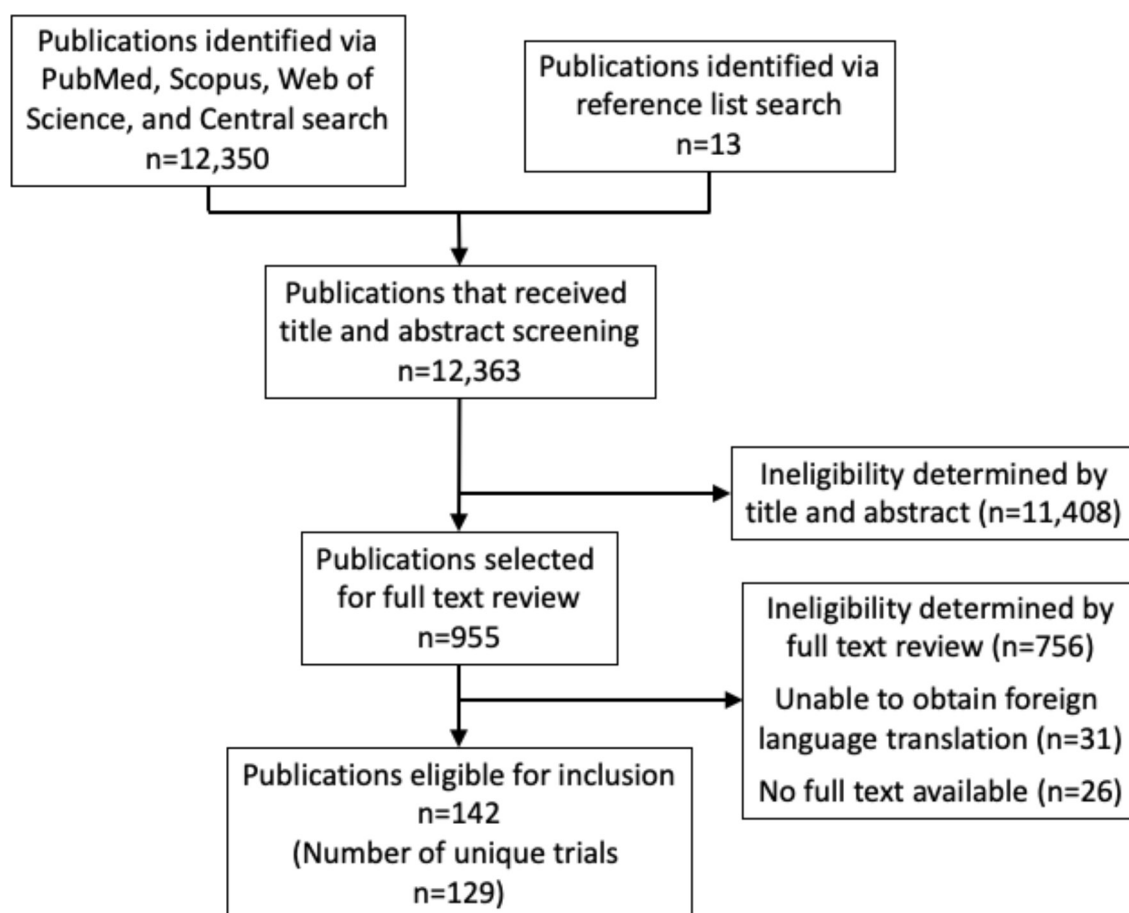 Publications identified via
PubMed, Scopus, Web of
Science, and Central search
n=12,350
Publications identified via
reference list search
n=13
Publications that received
title and abstract screening
n=12,363
Ineligibility determined by
title and abstract (n=11,408)
Publications selected
for full text review
n=955
Ineligibility determined by
full text review (n=756)
Unable to obtain foreign
language translation (n=31)
No full text available (n=26)
Publications eligible for inclusion
n=142
(Number of unique trials
n=129)